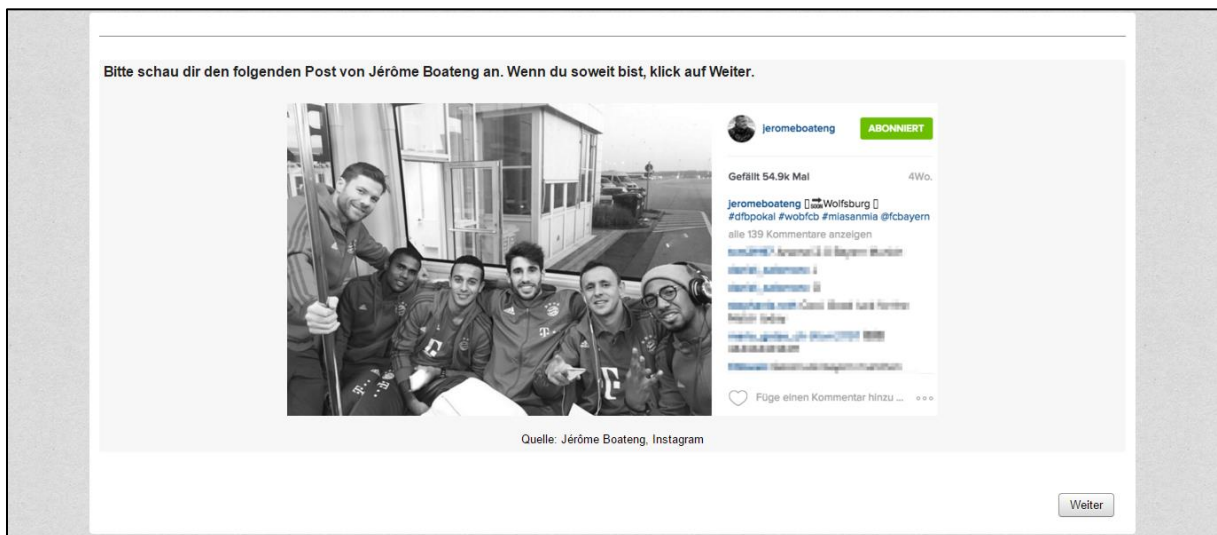 Bitte schau dir den folgenden Post von Jérôme Boateng an. Wenn du soweit bist, klick auf Weiter.
jeromeboateng
ABONNIERT
Gefällt 54.9k Mal
4Wo.
jeromeboateng SOON Wolfsburg
#dfbpokal #wobfcb #miasanmia @fcbayern
alle 139 Kommentare anzeigen
Füge einen Kommentar hinzu ...
Quelle: Jérôme Boateng, Instagram
Weiter